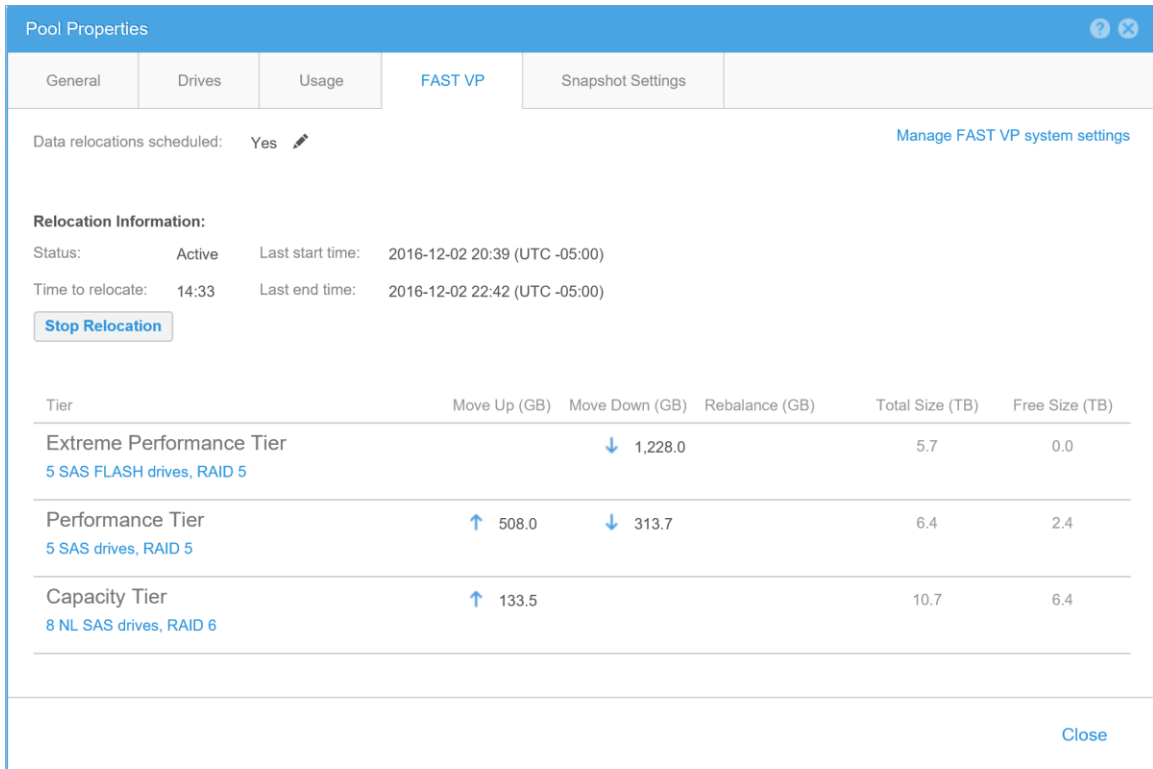 Pool Properties
General Drives Usage FAST VP Snapshot Settings
Data relocations scheduled: Yes Manage FAST VP system settings
Relocation Information:
Status: Active Last start time: 2016-12-02 20:39 (UTC -05:00)
Time to relocate: 14:33 Last end time: 2016-12-02 22:42 (UTC -05:00)
Stop Relocation
Tier Move Up (GB) Move Down (GB) Rebalance (GB) Total Size (TB) Free Size (TB)
Extreme Performance Tier ↓ 1,228.0 5.7 0.0
5 SAS FLASH drives, RAID 5
Performance Tier ↑ 508.0 ↓ 313.7 6.4 2.4
5 SAS drives, RAID 5
Capacity Tier ↑ 133.5 10.7 6.4
8 NL SAS drives, RAID 6
Close